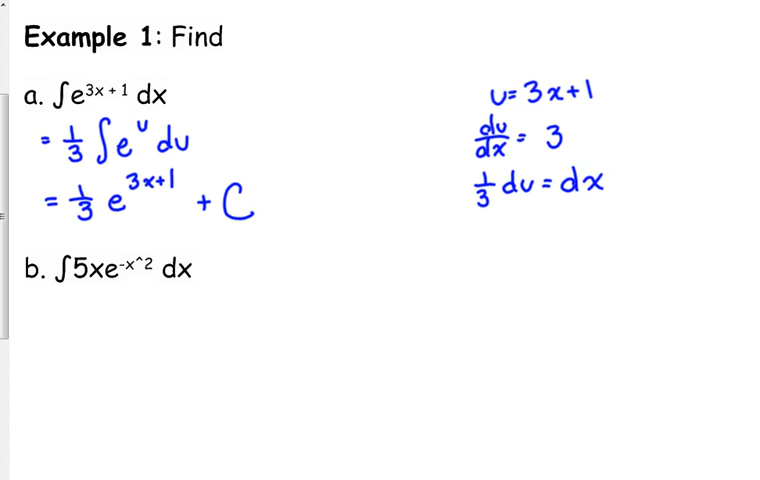 Example 1: Find
a. ∫e^{3x + 1} dx
u = 3x+1
= 1/3 ∫ e^u du
du/dx = 3
= 1/3 e^{3x+1} + C
1/3 du = dx
b. ∫5xe^{-x^2} dx